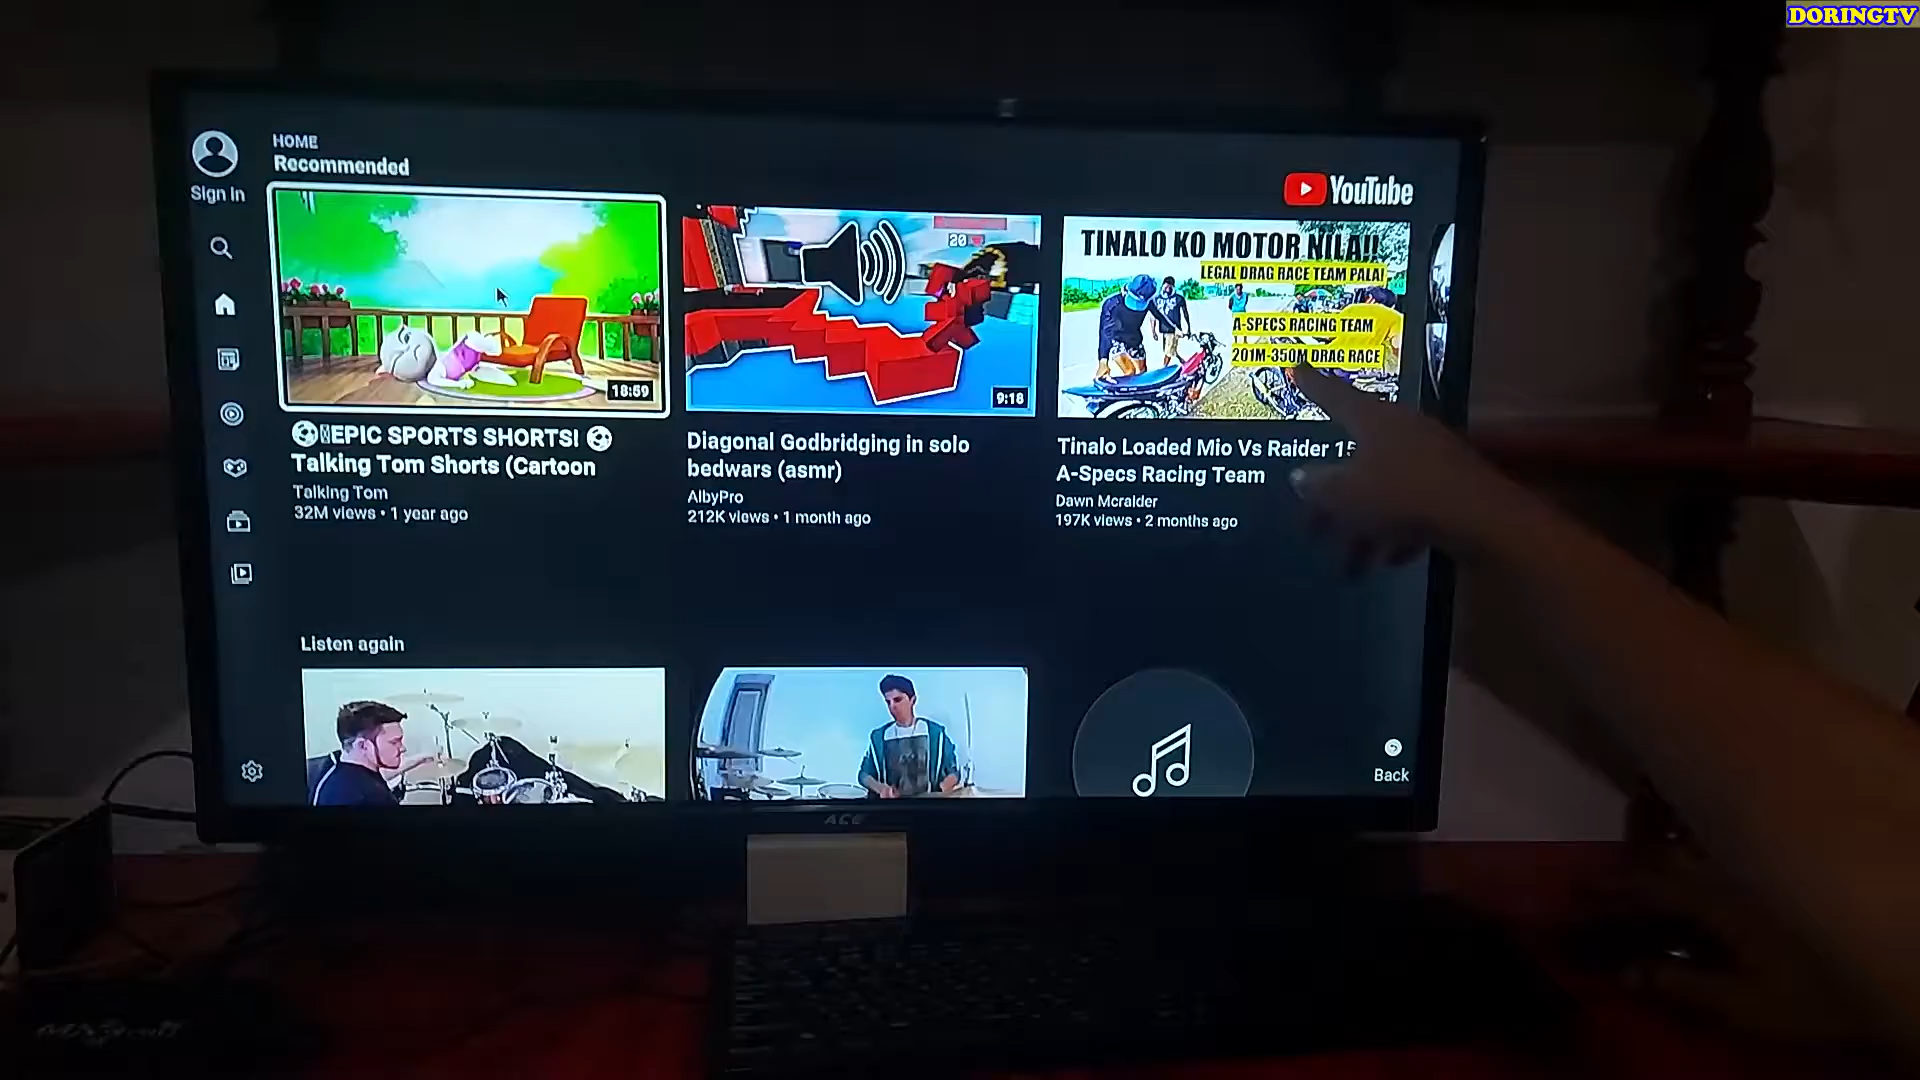 DORINGTV
HOME
Recommended
Sign in
YouTube
18:59
20
9:18
TINALO KO MOTOR NILA!!
LEGAL DRAG RACE TEAM PALA!
A-SPECS RACING TEAM
201M-350M DRAG RACE
EPIC SPORTS SHORTS!
Talking Tom Shorts (Cartoon
Talking Tom
32M views • 1 year ago
Diagonal Godbridging in solo
bedwars (asmr)
AlbyPro
212K views • 1 month ago
Tinalo Loaded Mio Vs Raider 15
A-Specs Racing Team
Dawn Mcraider
197K views • 2 months ago
Listen again
Back